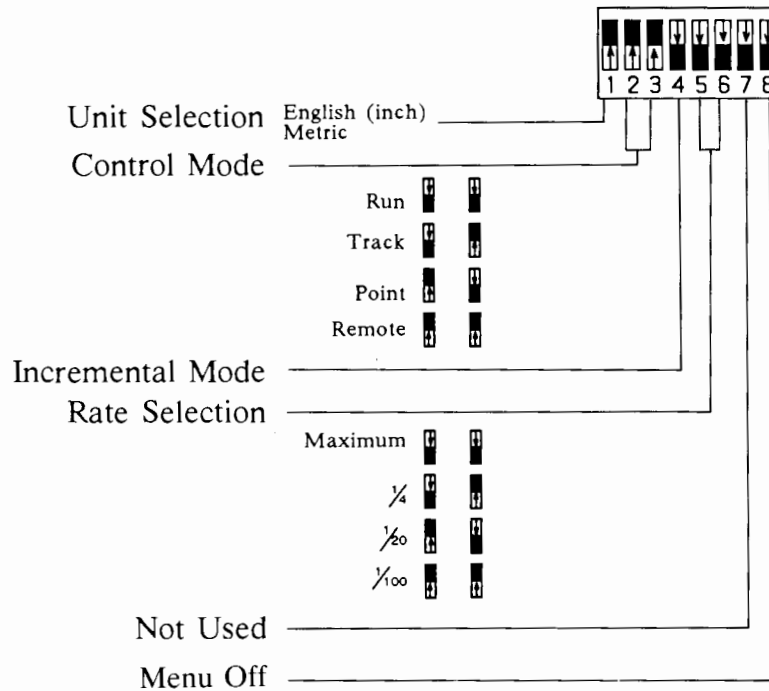 1 2 3 4 5 6 7 8
Unit Selection English (inch)
Metric
Control Mode
Run
Track
Point
Remote
Incremental Mode
Rate Selection
Maximum
1/4
1/20
1/100
Not Used
Menu Off